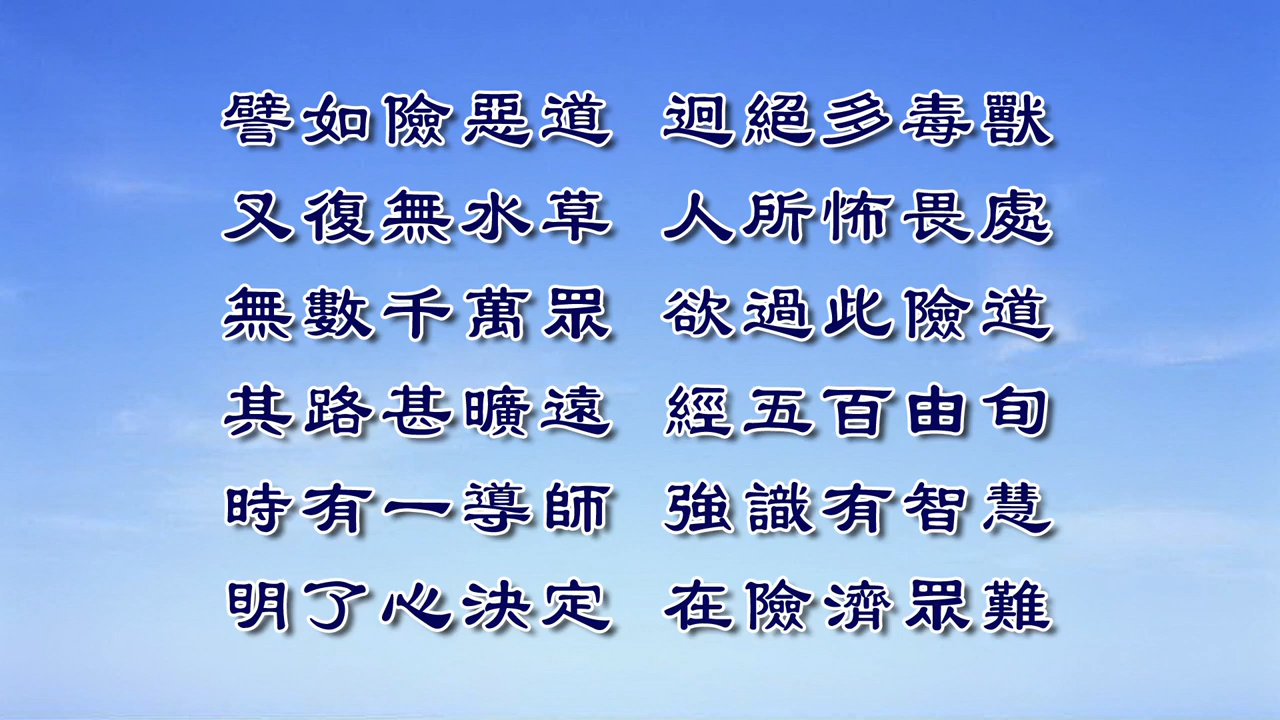 譬如險惡道 迥絕多毒獸
又復無水草 人所怖畏處
無數千萬眾 欲過此險道
其路甚曠遠 經五百由旬
時有一導師 強識有智慧
明了心決定 在險濟眾難